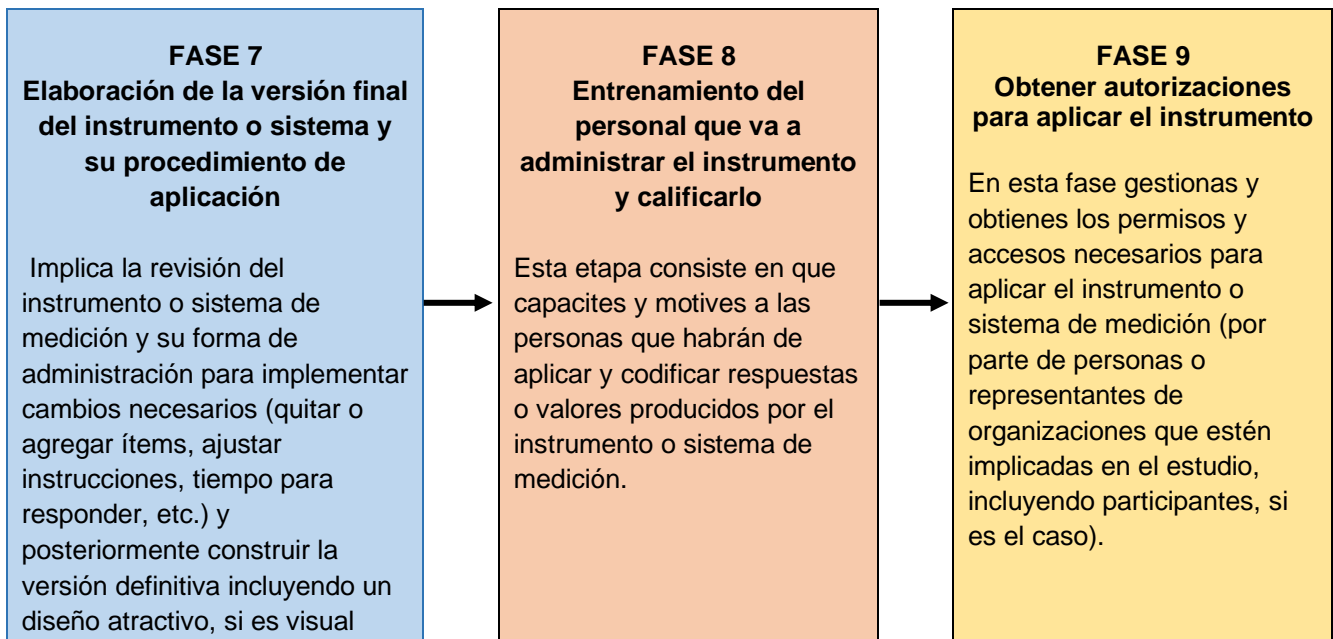 FASE 7
Elaboración de la versión final
del instrumento o sistema y
su procedimiento de
aplicación
Implica la revisión del
instrumento o sistema de
medición y su forma de
administración para implementar
cambios necesarios (quitar o
agregar ítems, ajustar
instrucciones, tiempo para
responder, etc.) y
posteriormente construir la
versión definitiva incluyendo un
diseño atractivo, si es visual
FASE 8
Entrenamiento del
personal que va a
administrar el instrumento
y calificarlo
Esta etapa consiste en que
capacites y motives a las
personas que habrán de
aplicar y codificar respuestas
o valores producidos por el
instrumento o sistema de
medición.
FASE 9
Obtener autorizaciones
para aplicar el instrumento
En esta fase gestionas y
obtienes los permisos y
accesos necesarios para
aplicar el instrumento o
sistema de medición (por
parte de personas o
representantes de
organizaciones que estén
implicadas en el estudio,
incluyendo participantes, si
es el caso).